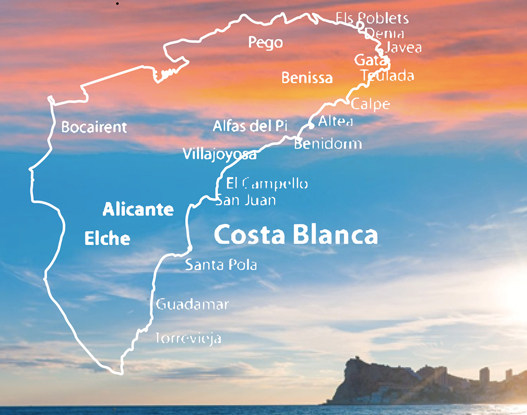 Els Poblets
Denia
Pego
Javea
Gata
Benissa
Teulada
Calpe
Altea
Alfas del Pi
Bocairent
Benidorm
Villajoyosa
El Campello
San Juan
Alicante
Costa Blanca
Elche
Santa Pola
Guadamar
Torrevieja